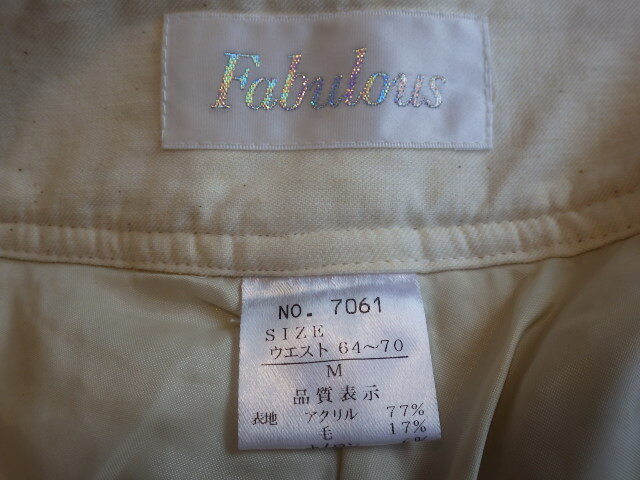 Fabulous
NO. 7061
SIZE
ウエスト 64～70
M
品質表示
表地 アクリル 77%
毛 17%